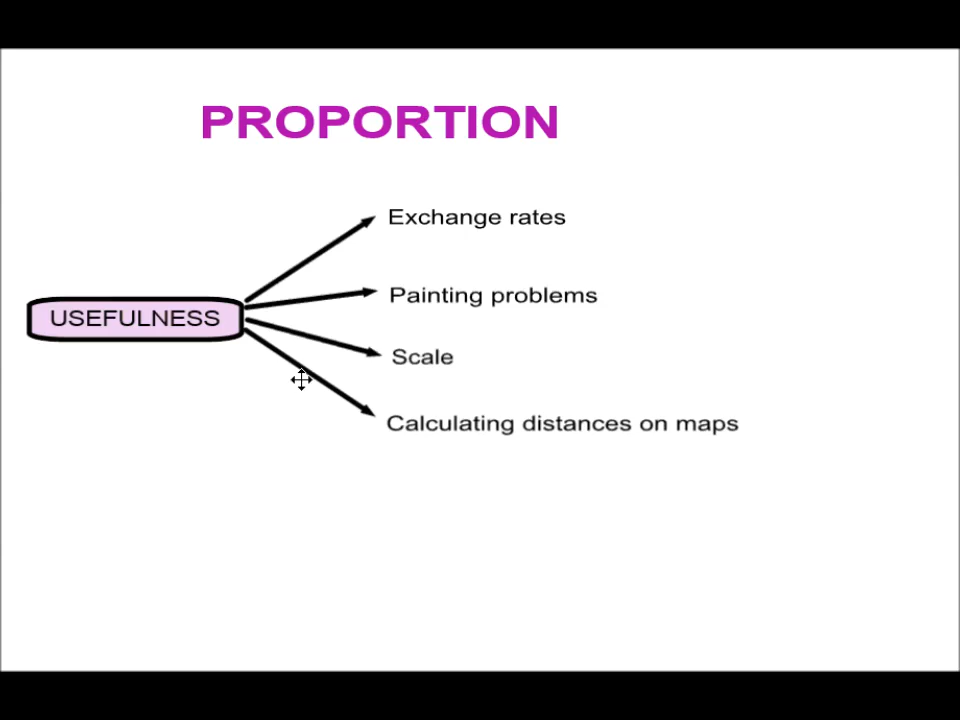 PROPORTION
Exchange rates
Painting problems
USEFULNESS
Scale
Calculating distances on maps